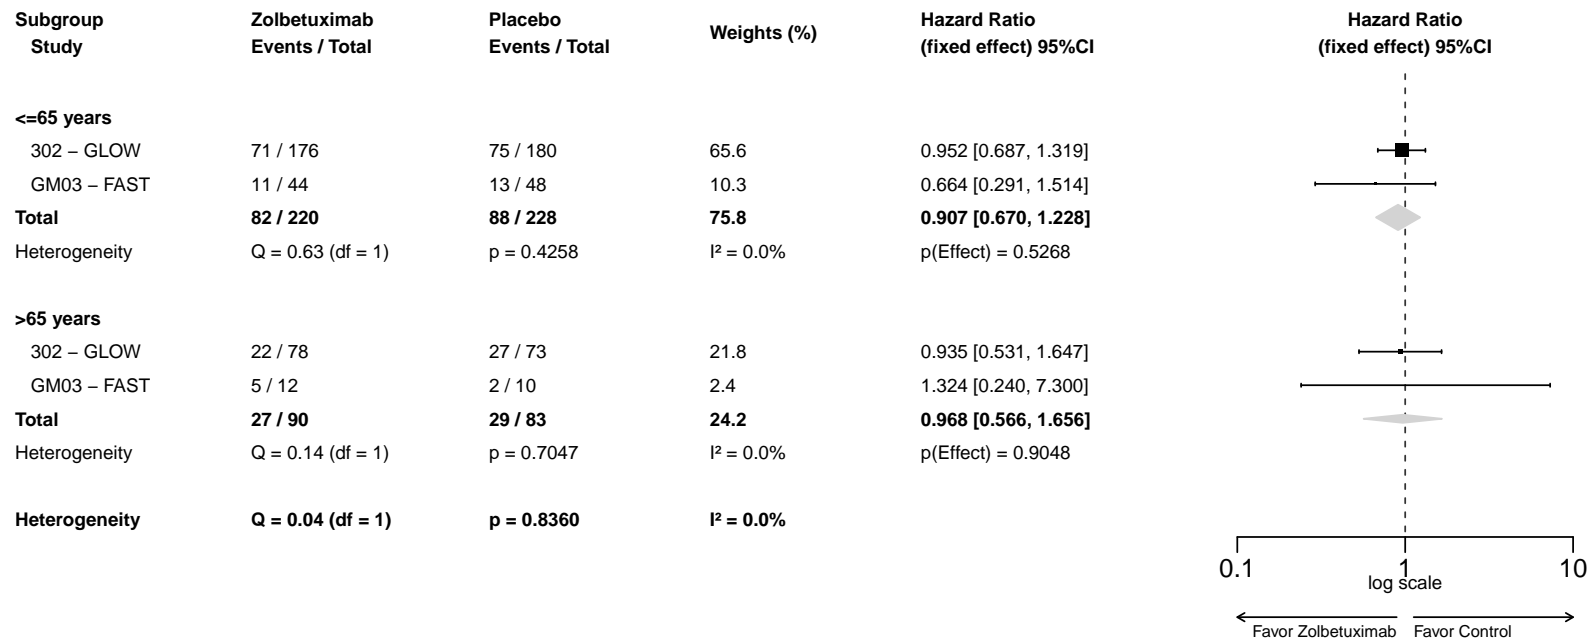 Subgroup Zolbetuximab Placebo Weights (%) Hazard Ratio Hazard Ratio
Study Events / Total Events / Total (fixed effect) 95%CI (fixed effect) 95%CI
<=65 years
302 − GLOW 71 / 176 75 / 180 65.6 0.952 [0.687, 1.319]
GM03 − FAST 11 / 44 13 / 48 10.3 0.664 [0.291, 1.514]
Total 82 / 220 88 / 228 75.8 0.907 [0.670, 1.228]
Heterogeneity Q = 0.63 (df = 1) p = 0.4258 I² = 0.0% p(Effect) = 0.5268
>65 years
302 − GLOW 22 / 78 27 / 73 21.8 0.935 [0.531, 1.647]
GM03 − FAST 5 / 12 2 / 10 2.4 1.324 [0.240, 7.300]
Total 27 / 90 29 / 83 24.2 0.968 [0.566, 1.656]
Heterogeneity Q = 0.14 (df = 1) p = 0.7047 I² = 0.0% p(Effect) = 0.9048
Heterogeneity Q = 0.04 (df = 1) p = 0.8360 I² = 0.0%
0.1 1 10
log scale
Favor Zolbetuximab Favor Control